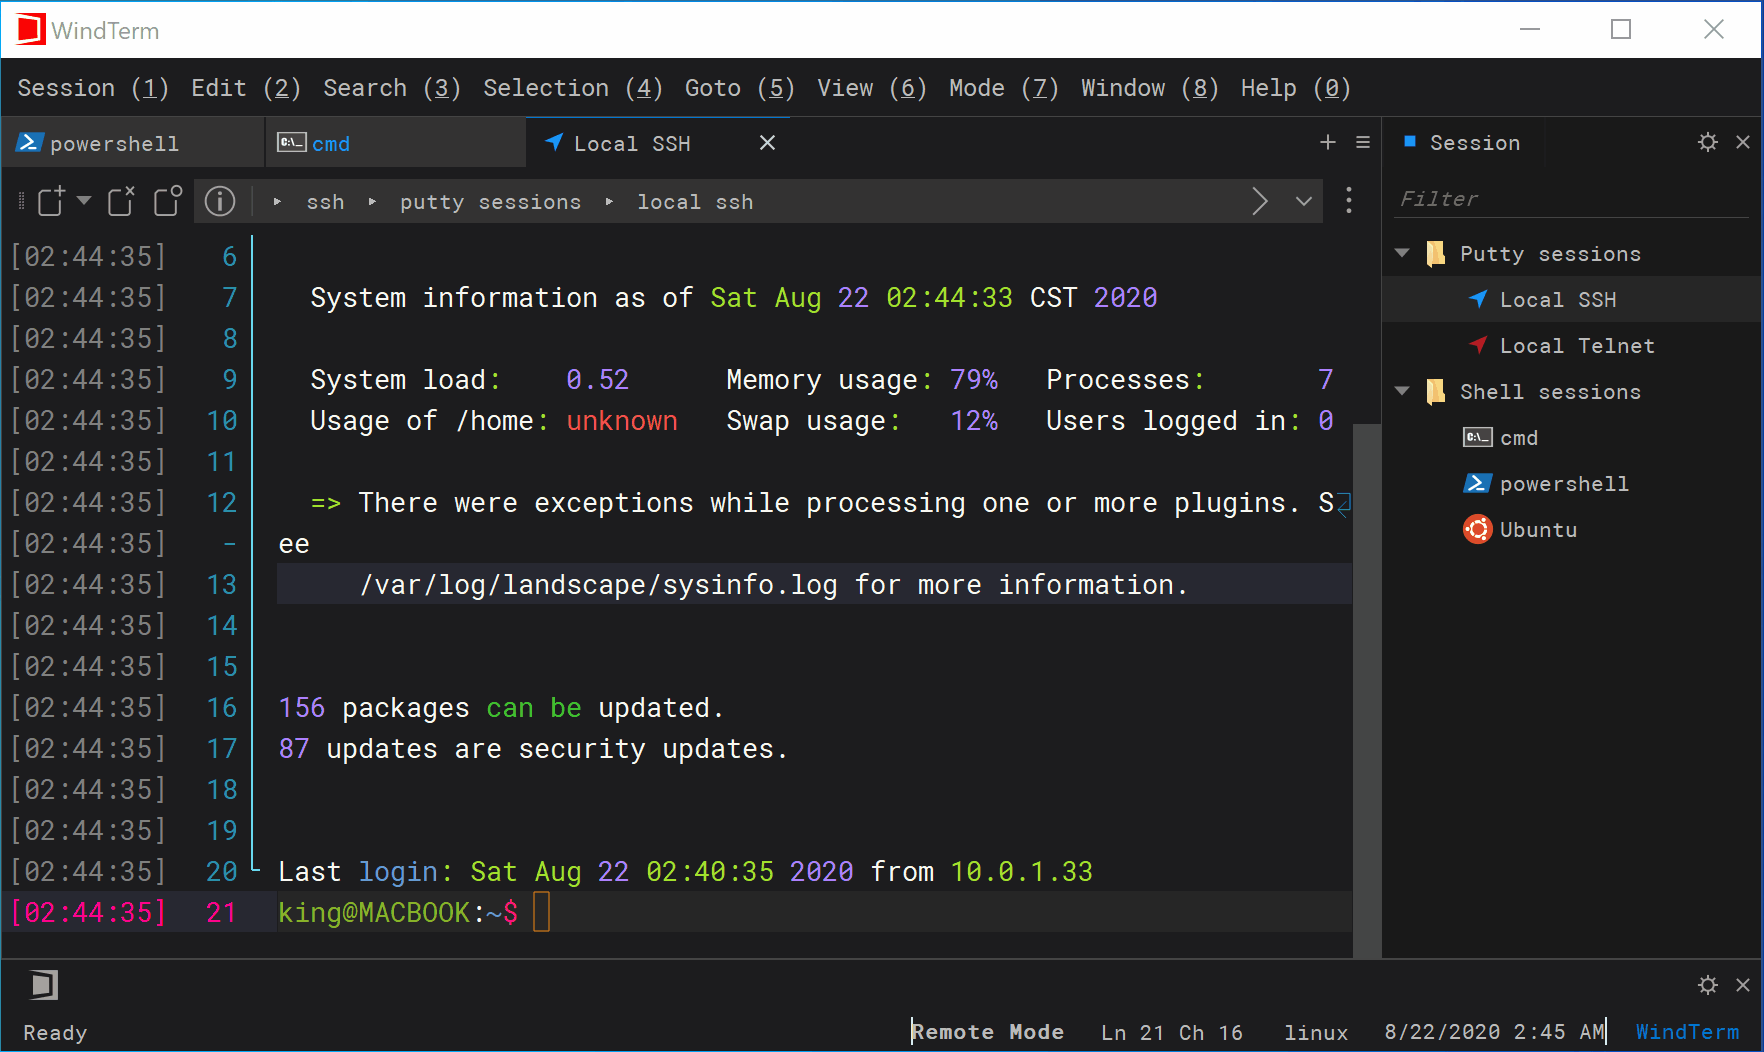 WindTerm
Session (1) Edit (2) Search (3) Selection (4) Goto (5) View (6) Mode (7) Window (8) Help (0)
powershell
cmd
Local SSH
ssh
putty sessions
local ssh
[02:44:35] 6
[02:44:35] 7 System information as of Sat Aug 22 02:44:33 CST 2020
[02:44:35] 8
[02:44:35] 9 System load: 0.52 Memory usage: 79% Processes: 7
[02:44:35] 10 Usage of /home: unknown Swap usage: 12% Users logged in: 0
[02:44:35] 11
[02:44:35] 12 => There were exceptions while processing one or more plugins. S
[02:44:35] - ee
[02:44:35] 13 /var/log/landscape/sysinfo.log for more information.
[02:44:35] 14
[02:44:35] 15
[02:44:35] 16 156 packages can be updated.
[02:44:35] 17 87 updates are security updates.
[02:44:35] 18
[02:44:35] 19
[02:44:35] 20 Last login: Sat Aug 22 02:40:35 2020 from 10.0.1.33
[02:44:35] 21 king@MACBOOK:~$
Session
Filter
Putty sessions
Local SSH
Local Telnet
Shell sessions
C:\_ cmd
powershell
Ubuntu
Ready
Remote Mode Ln 21 Ch 16 linux 8/22/2020 2:45 AM WindTerm